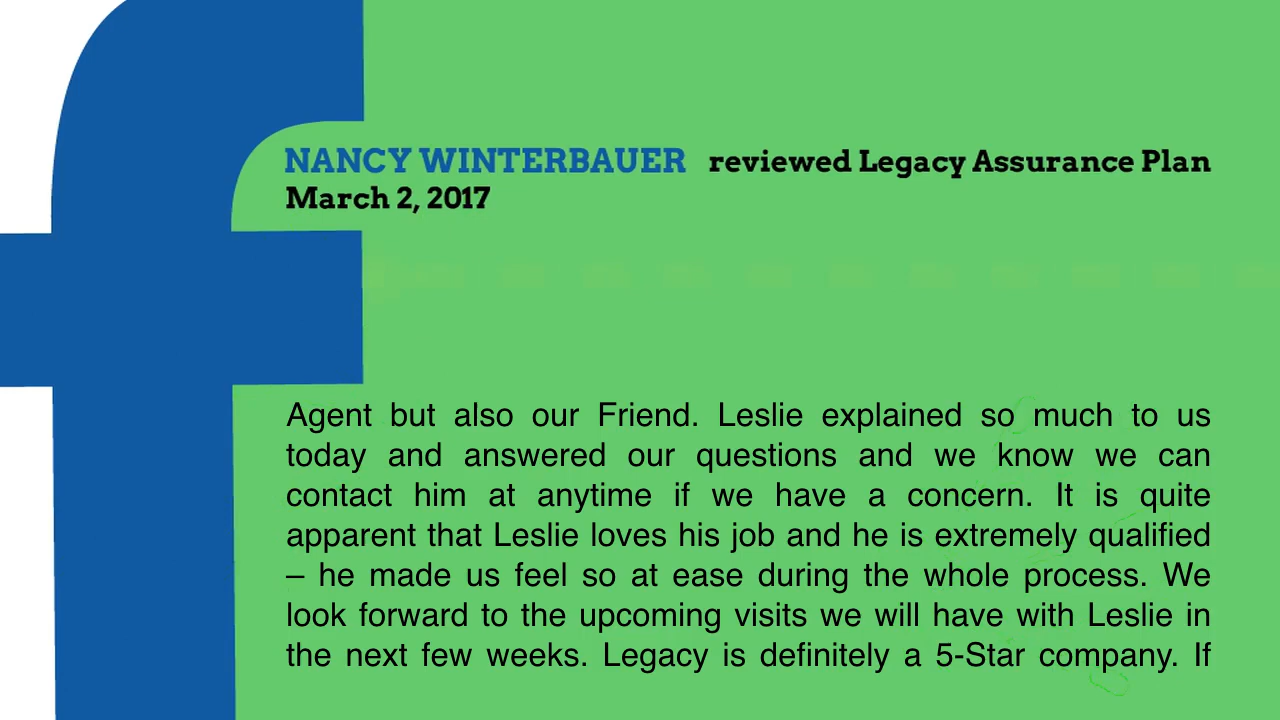 NANCY WINTERBAUER reviewed Legacy Assurance Plan
March 2, 2017
Agent but also our Friend. Leslie explained so much to us
today and answered our questions and we know we can
contact him at anytime if we have a concern. It is quite
apparent that Leslie loves his job and he is extremely qualified
– he made us feel so at ease during the whole process. We
look forward to the upcoming visits we will have with Leslie in
the next few weeks. Legacy is definitely a 5-Star company. If